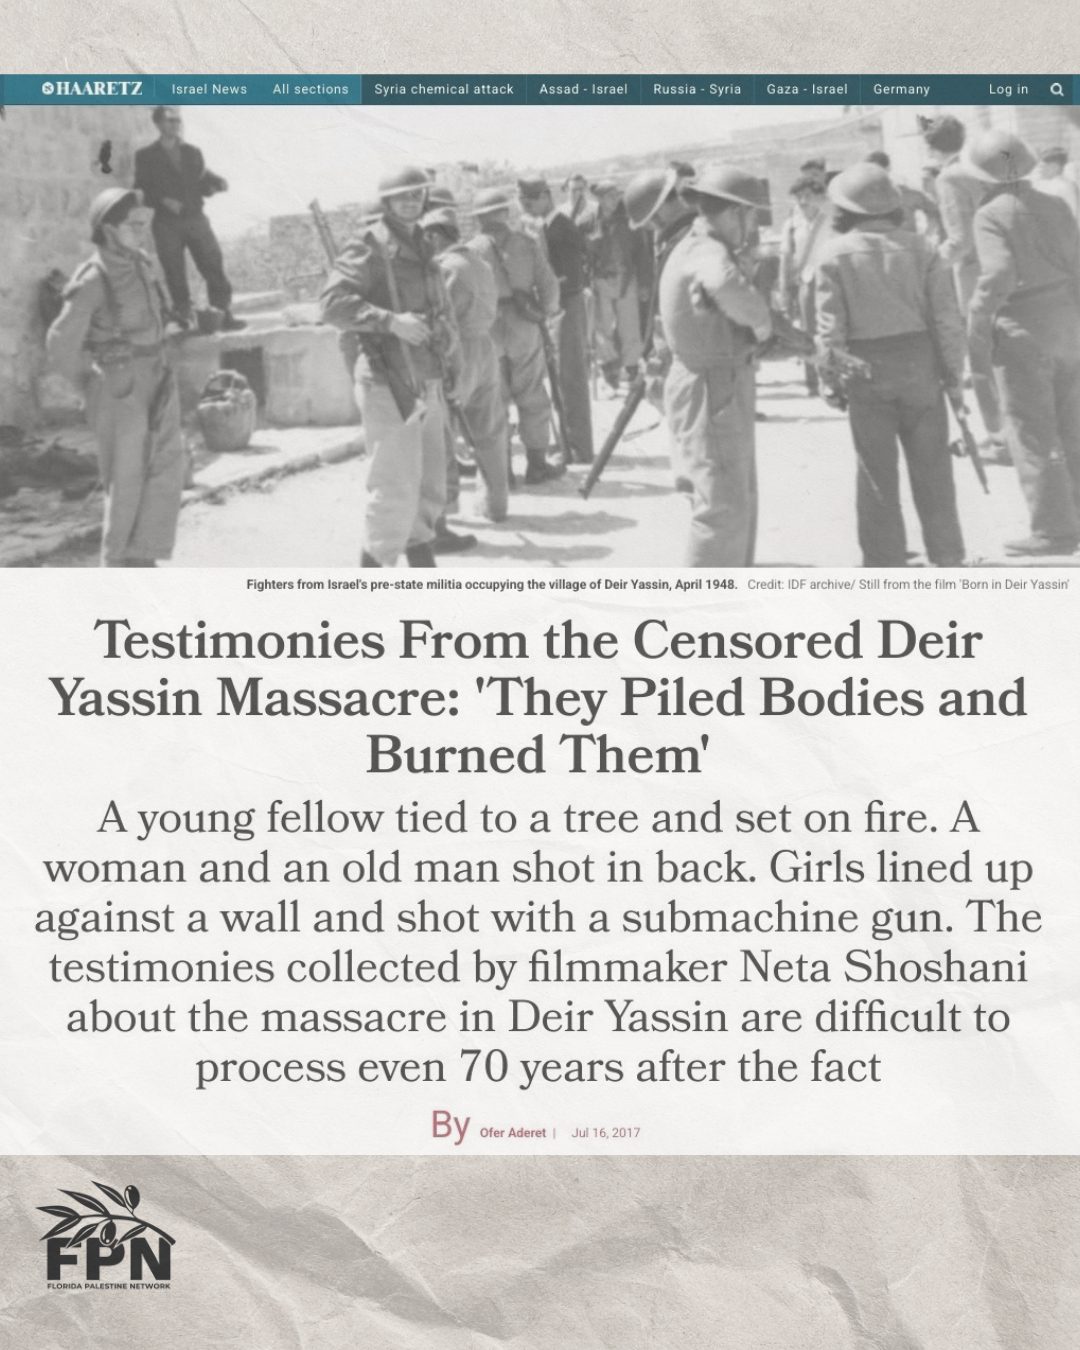 HAARETZ Israel News All sections Syria chemical attack Assad - Israel Russia - Syria Gaza - Israel Germany Log in
Fighters from Israel's pre-state militia occupying the village of Deir Yassin, April 1948. Credit: IDF archive/ Still from the film 'Born in Deir Yassin'
Testimonies From the Censored Deir
Yassin Massacre: 'They Piled Bodies and
Burned Them'
A young fellow tied to a tree and set on fire. A
woman and an old man shot in back. Girls lined up
against a wall and shot with a submachine gun. The
testimonies collected by filmmaker Neta Shoshani
about the massacre in Deir Yassin are difficult to
process even 70 years after the fact
By Ofer Aderet | Jul 16, 2017
FPN
FLORIDA PALESTINE NETWORK